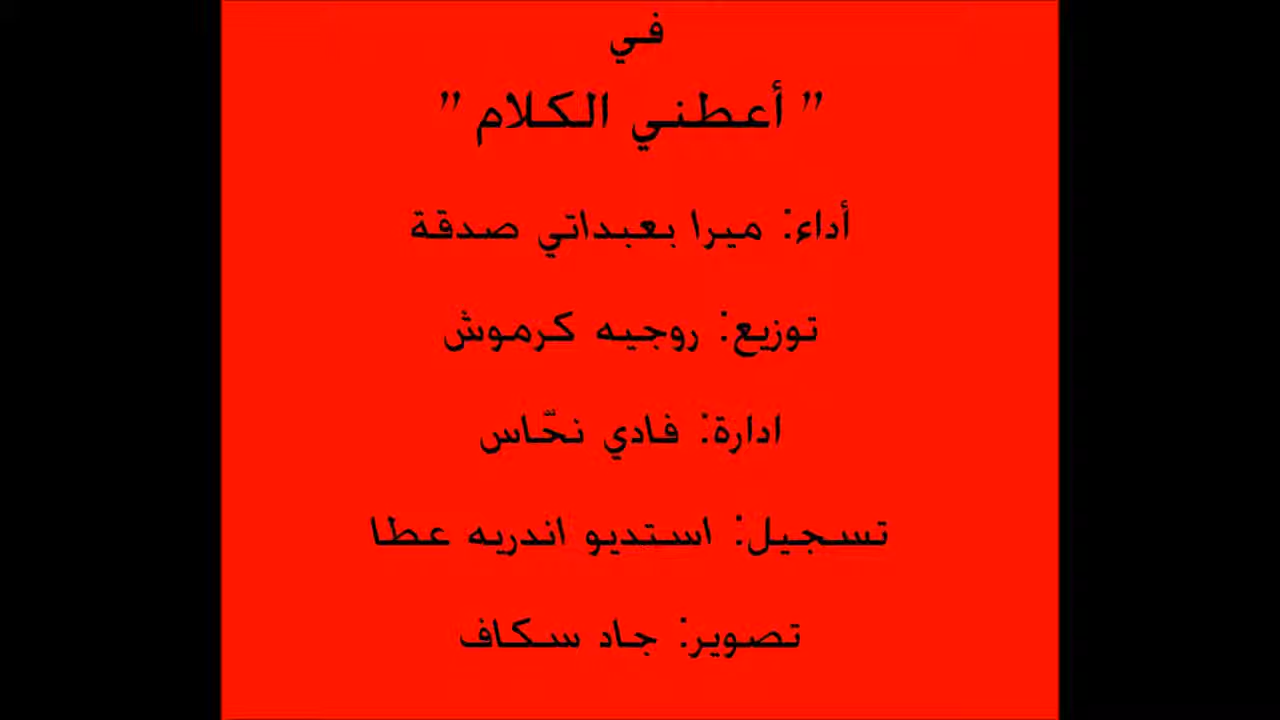 في
" أعطني الكلام "
أداء: ميرا بعبداتي صدقة
توزيع: روجيه كرموش
ادارة: فادي نحّاس
تسجيل: استديو اندريه عطا
تصوير: جاد سكاف